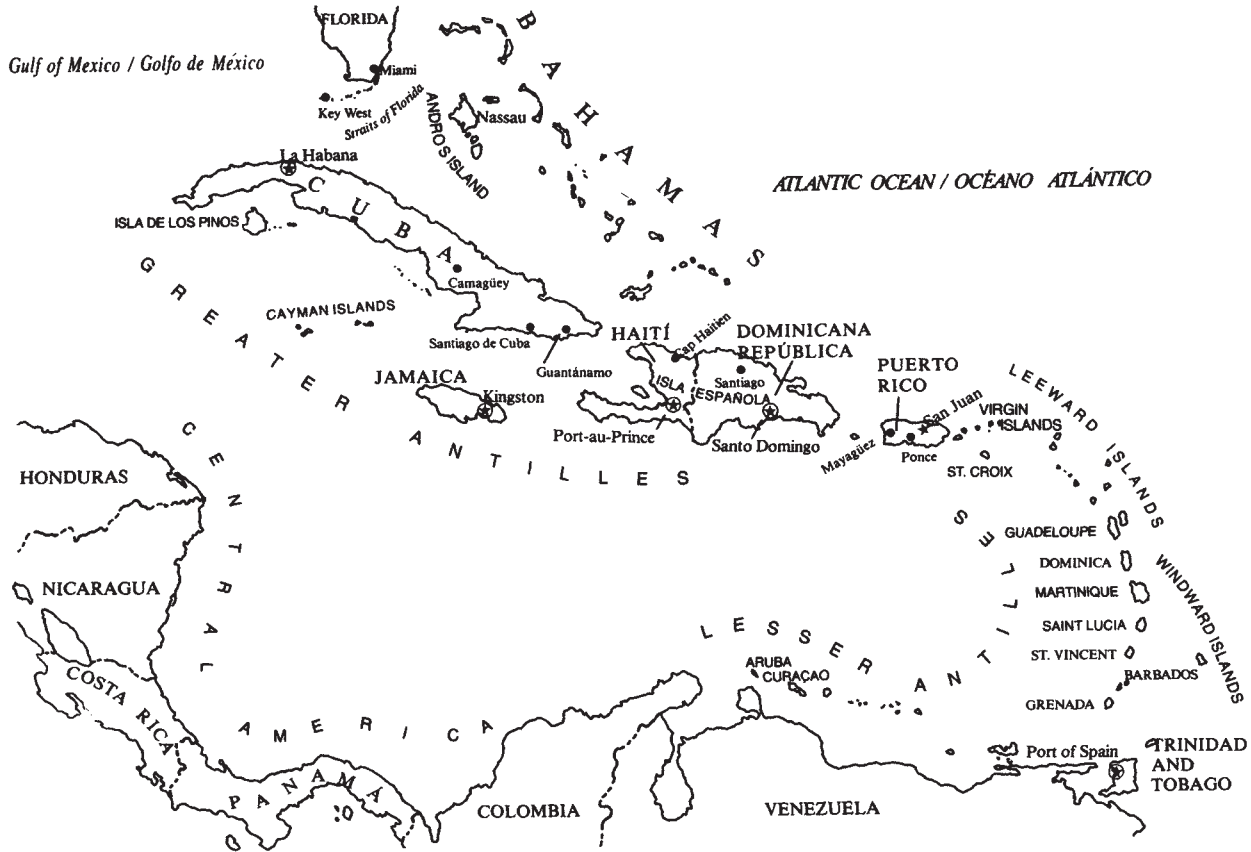 FLORIDA
Gulf of Mexico / Golfo de México
Miami
Key West
Straits of Florida
BAHAMAS
ANDROS ISLAND
Nassau
La Habana
CUBA
ATLANTIC OCEAN / OCÉANO ATLÁNTICO
ISLA DE LOS PINOS
Camagüey
CAYMAN ISLANDS
Santiago de Cuba
Guantánamo
GREATER ANTILLES
HAITÍ
Cap Haitien
DOMINICANA
REPÚBLICA
JAMAICA
Kingston
ISLA ESPAÑOLA
Santiago
Port-au-Prince
Santo Domingo
PUERTO
RICO
San Juan
Mayagüez
Ponce
VIRGIN
ISLANDS
ST. CROIX
LEEWARD ISLANDS
HONDURAS
NICARAGUA
COSTA RICA
PANAMÁ
CENTRAL AMERICA
GUADELOUPE
DOMINICA
MARTINIQUE
SAINT LUCIA
ST. VINCENT
BARBADOS
GRENADA
WINDWARD ISLANDS
LESSER ANTILLES
ARUBA
CURAÇAO
COLOMBIA
VENEZUELA
Port of Spain
TRINIDAD
AND
TOBAGO